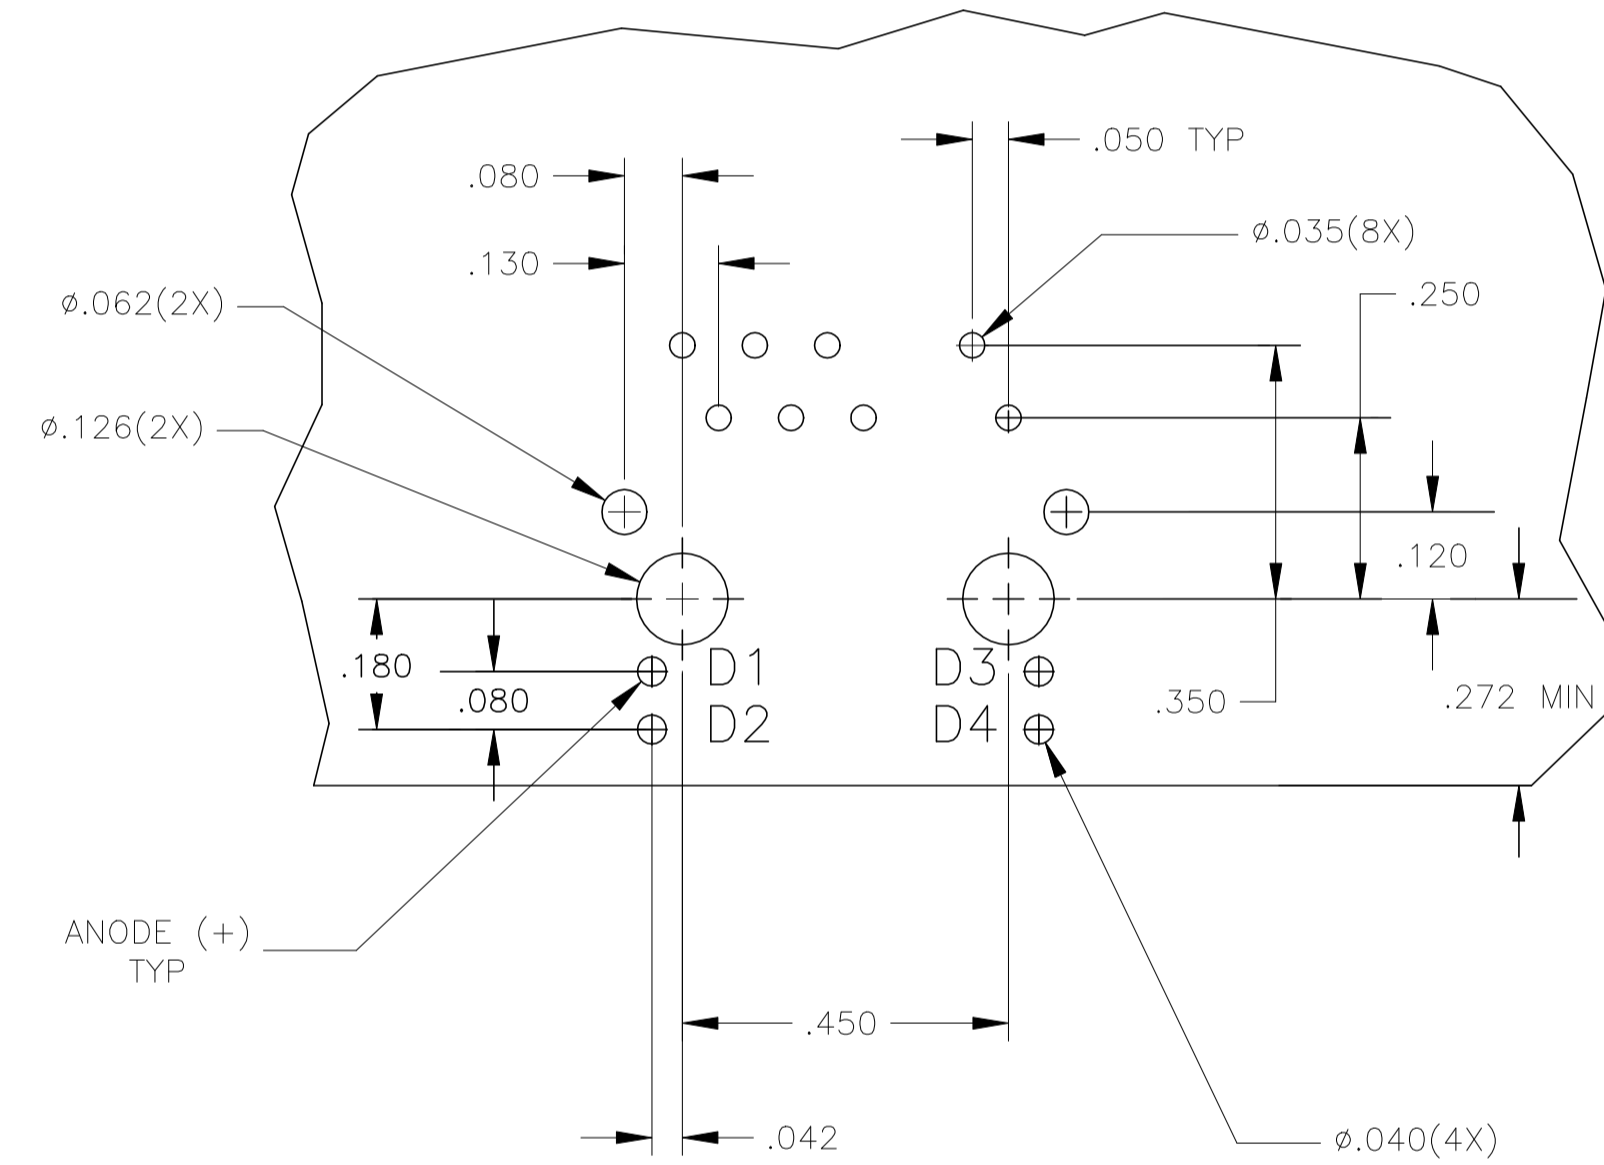 .050 TYP
.080
⌀.035(8X)
.130
.250
⌀.062(2X)
⌀.126(2X)
.120
D1
D3
.180
.080
.350
.272 MIN
D2
D4
ANODE (+)
TYP
.450
.042
⌀.040(4X)